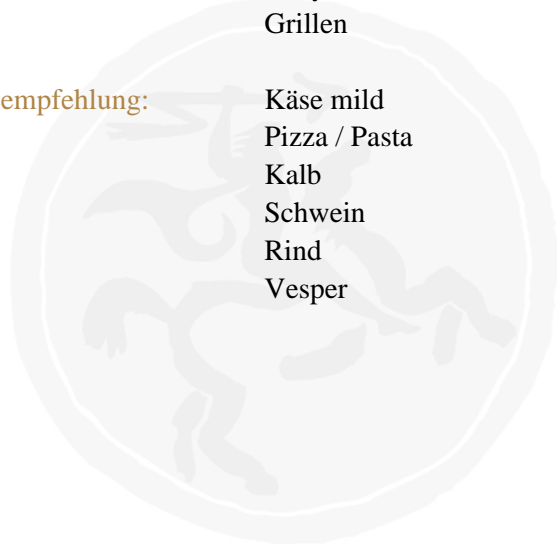 Grillen
empfehlung: Käse mild
Pizza / Pasta
Kalb
Schwein
Rind
Vesper